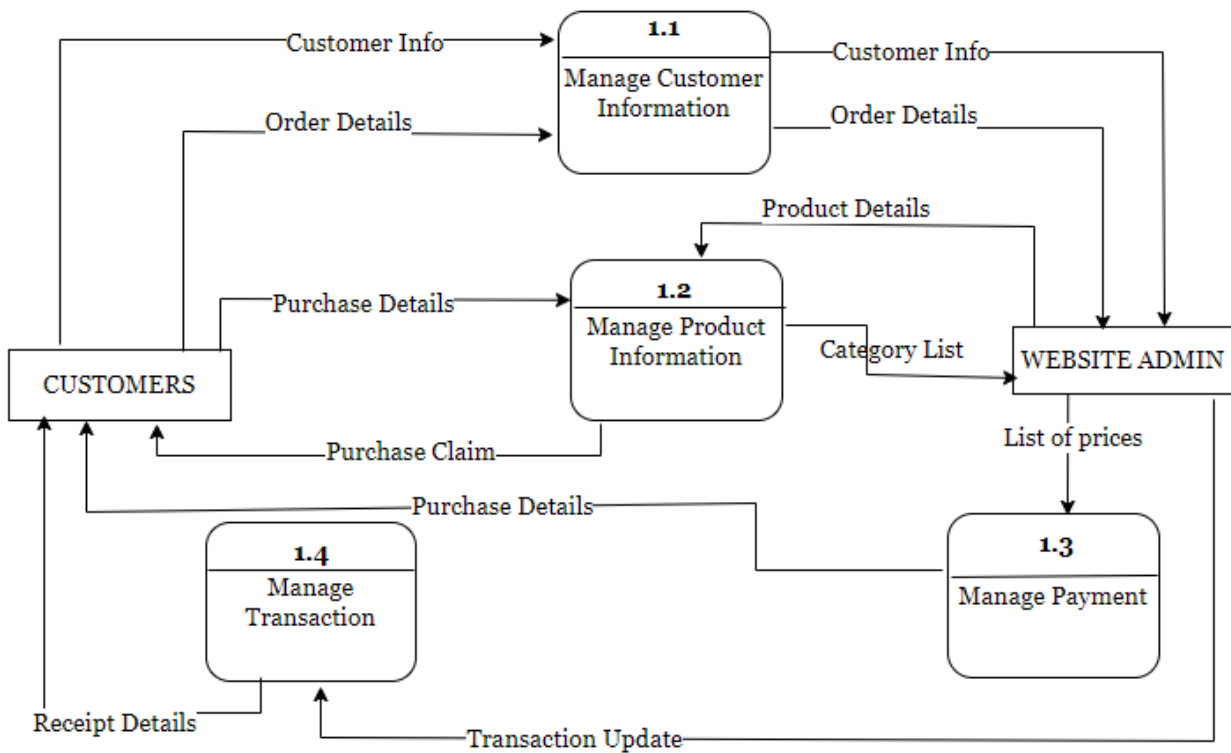 1.1
Customer Info
Customer Info
Manage Customer
Information
Order Details
Order Details
Product Details
1.2
Purchase Details
Manage Product
Information
Category List
CUSTOMERS
WEBSITE ADMIN
Purchase Claim
List of prices
Purchase Details
1.4
1.3
Manage
Transaction
Manage Payment
Receipt Details
Transaction Update